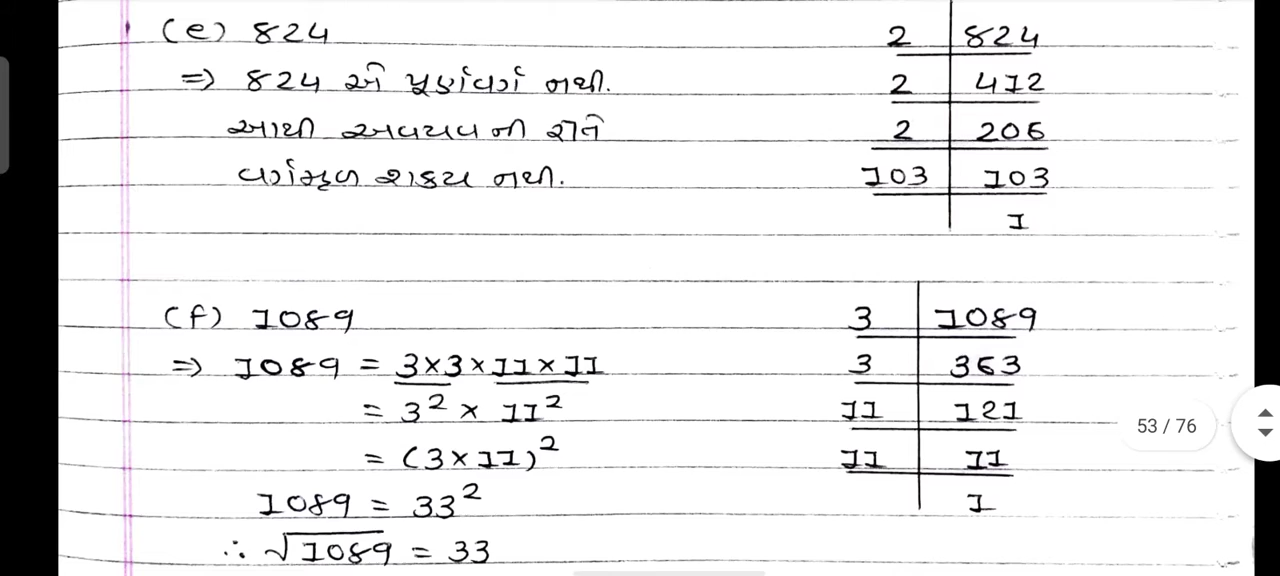 (e) 824
=> 824 એ પૂર્ણવર્ગ નથી.
આથી અવયવ ની રીતે
વર્ગમૂળ શક્ય નથી.
2 | 824
2 | 412
2 | 206
103 | 103
1
(f) 1089
=> 1089 = 3×3×11×11
= 3² × 11²
= (3×11)²
1089 = 33²
∴ √1089 = 33
3 | 1089
3 | 363
11 | 121
11 | 11
1
53 / 76